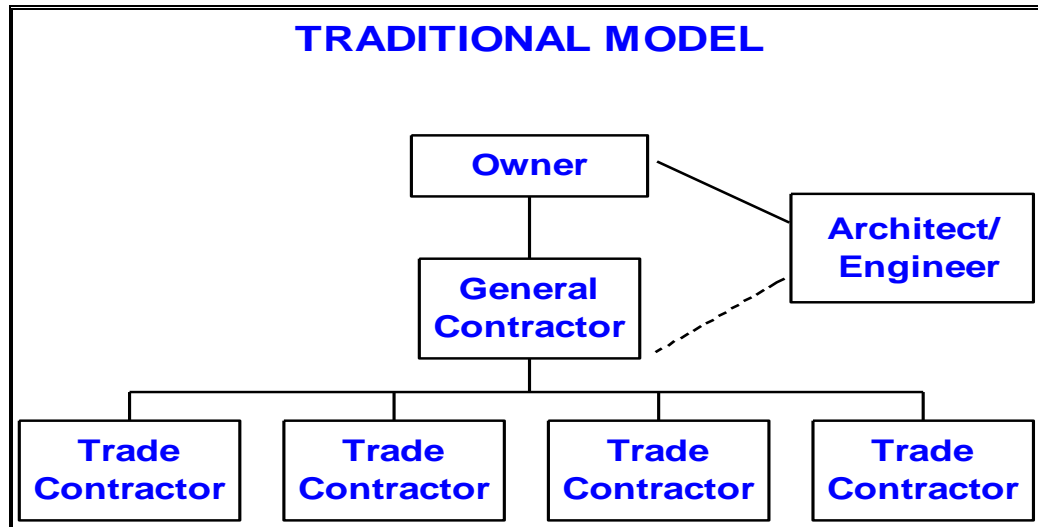 TRADITIONAL MODEL
Owner
Architect/
Engineer
General
Contractor
Trade
Contractor
Trade
Contractor
Trade
Contractor
Trade
Contractor